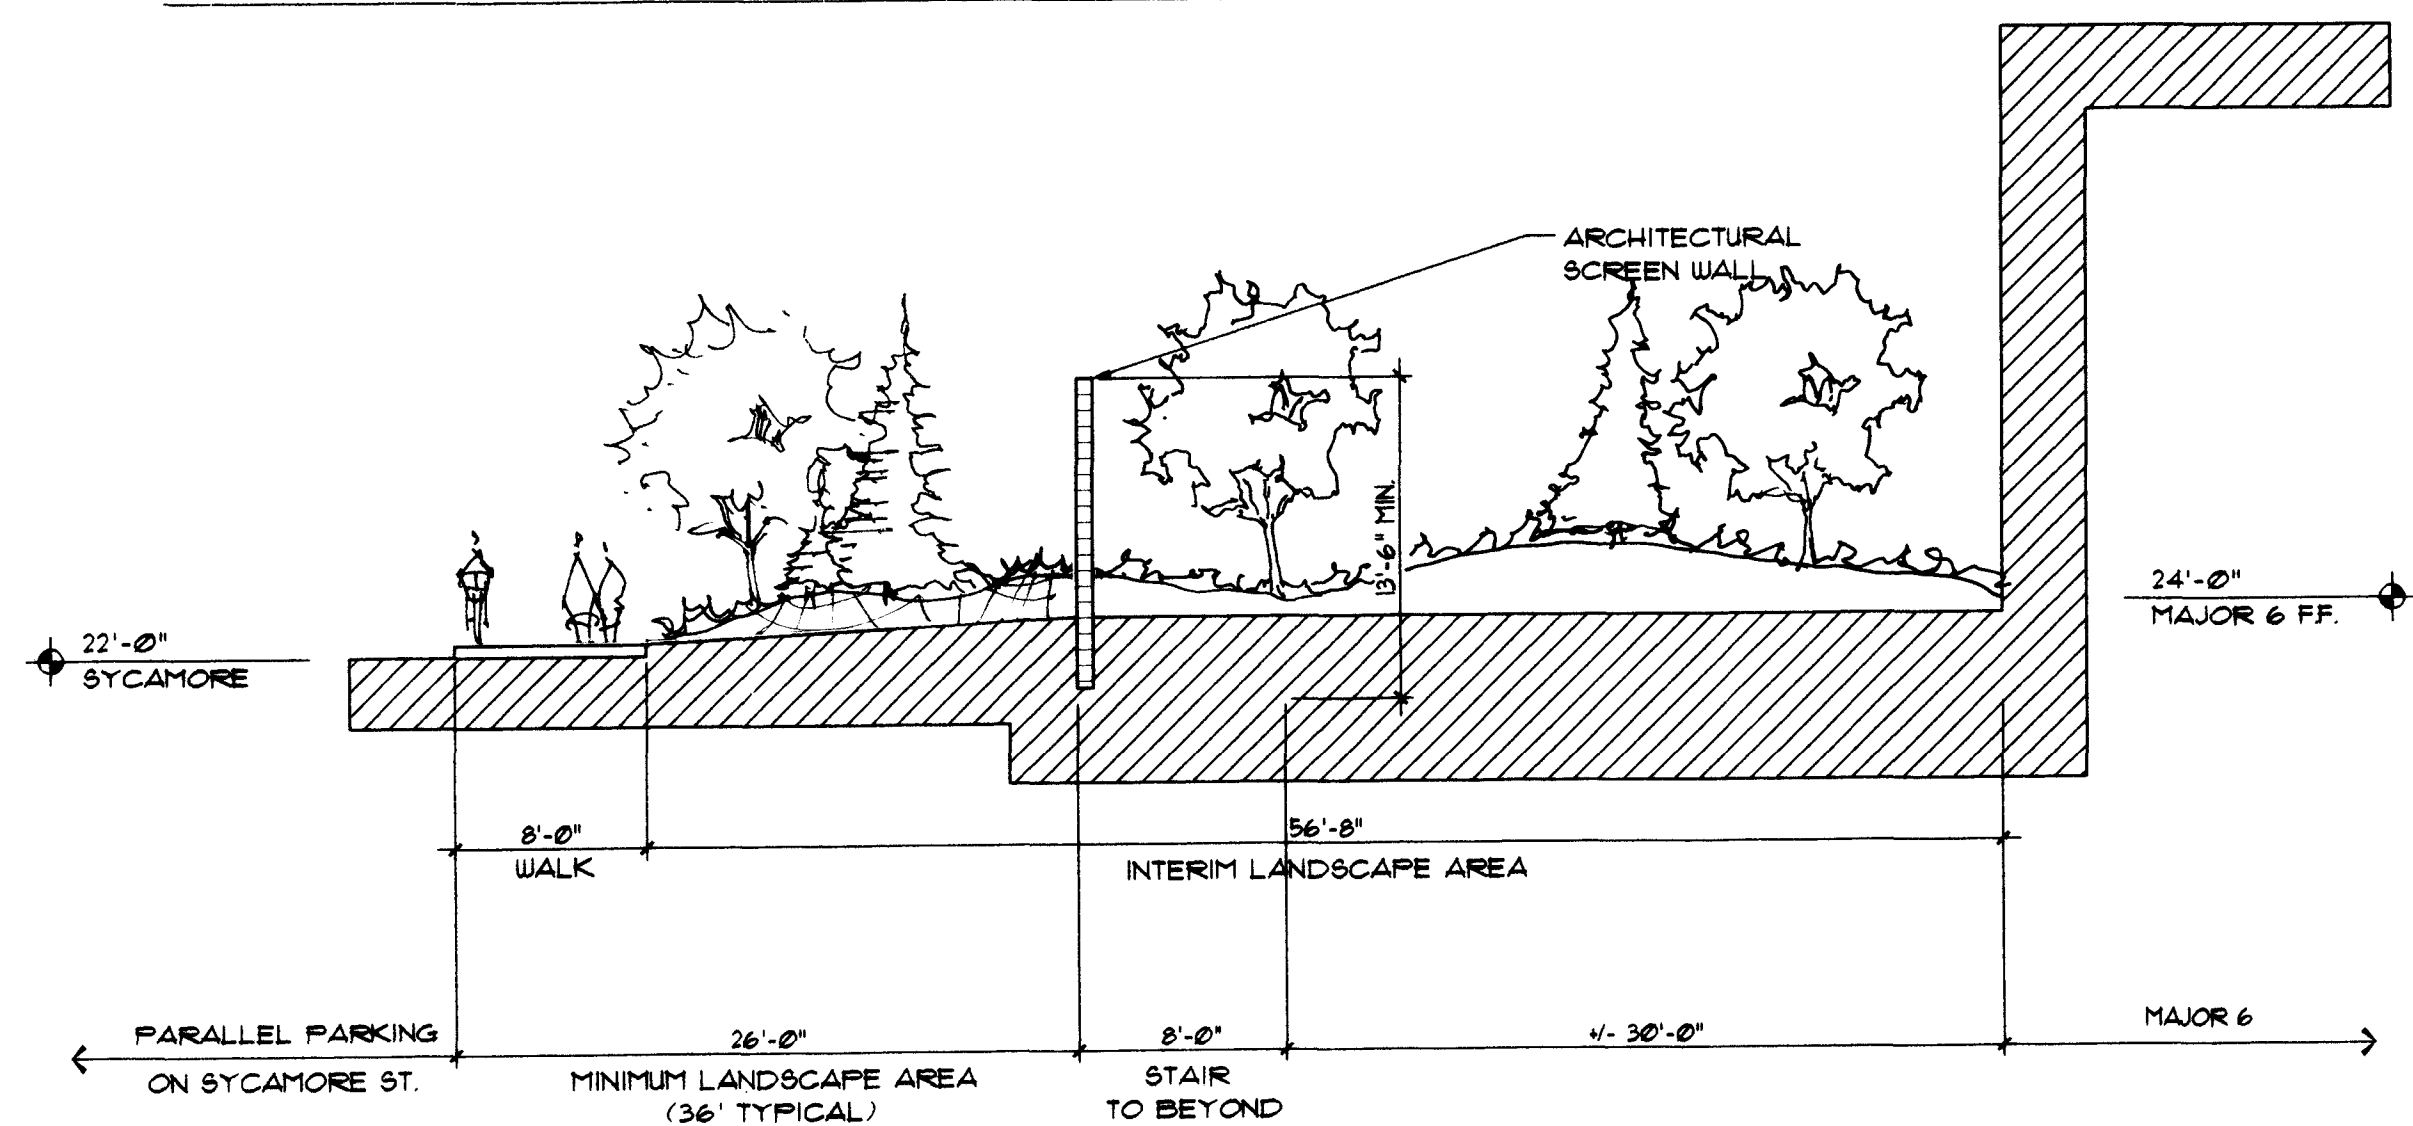 ARCHITECTURAL
SCREEN WALL
13'-6" MIN.
22'-0"
SYCAMORE
24'-0"
MAJOR 6 F.F.
8'-0"
WALK
56'-8"
INTERIM LANDSCAPE AREA
PARALLEL PARKING
ON SYCAMORE ST.
26'-0"
MINIMUM LANDSCAPE AREA
(36' TYPICAL)
8'-0"
STAIR
TO BEYOND
+/- 30'-0"
MAJOR 6